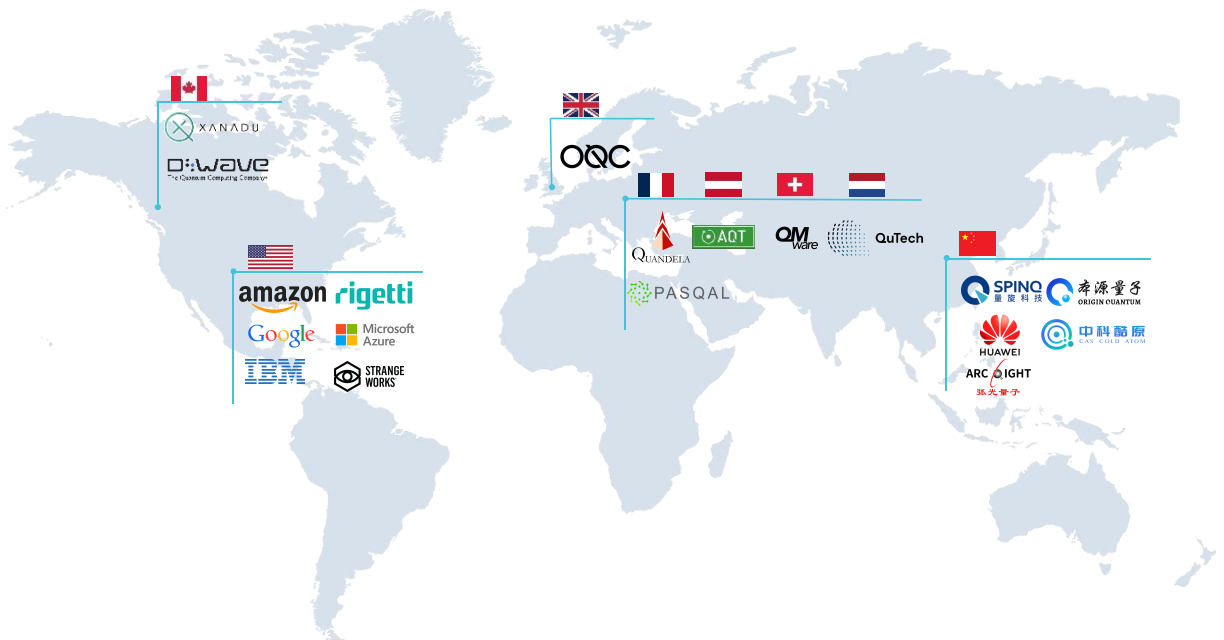 XANADU
D:wave
The Quantum Computing Company
OQC
QUANDELA
AQT
QM
ware
QuTech
PASQAL
amazon
rigetti
Google
Microsoft
Azure
IBM
STRANGE
WORKS
SPINQ
量旋科技
本源量子
ORIGIN QUANTUM
HUAWEI
中科酷原
CAS COLD ATOM
ARC LIGHT
弧光量子